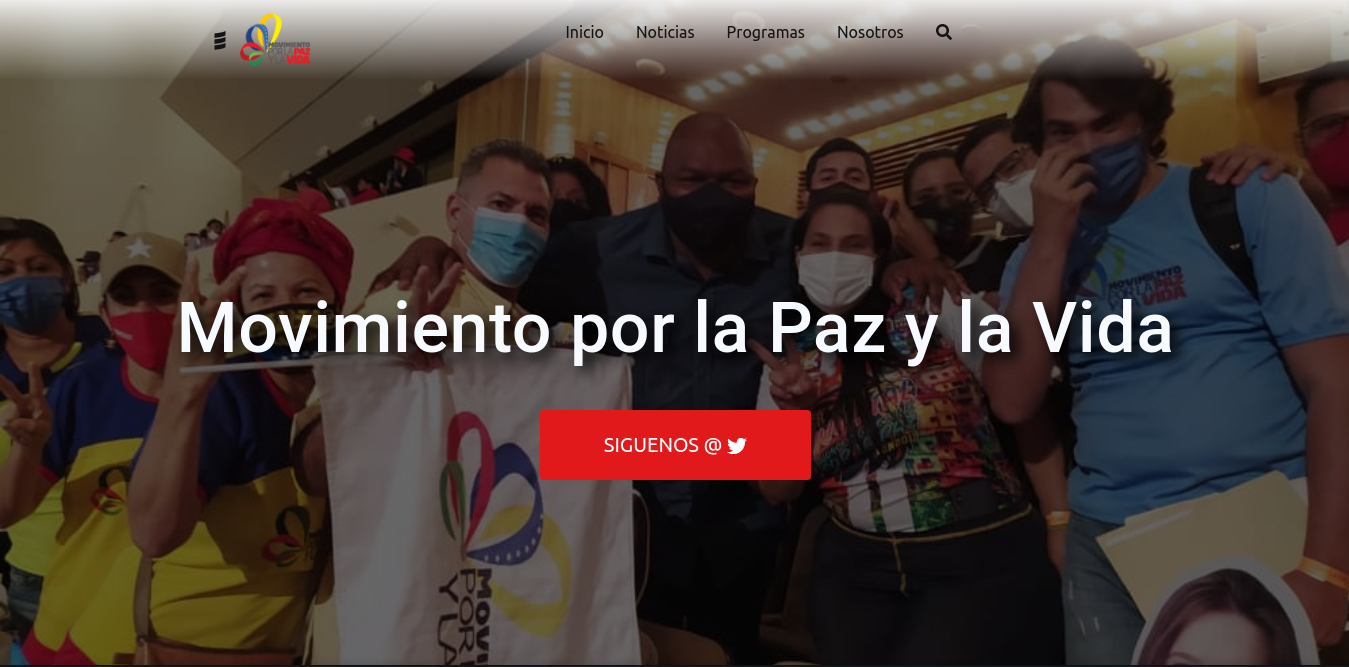 MOVIMIENTO
POR LA PAZ
Y LA VIDA
Inicio
Noticias
Programas
Nosotros
MOVIMIENTO
POR LA PAZ
VIDA
Movimiento por la Paz y la Vida
SIGUENOS @
MOVI
POR
Y LA